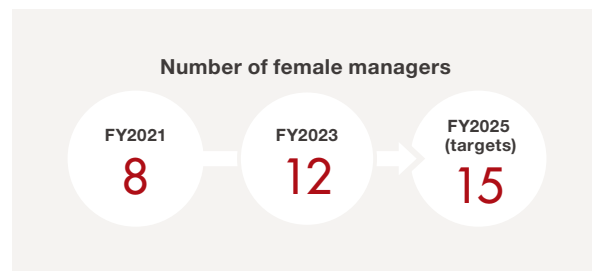 Number of female managers
FY2021
8
FY2023
12
FY2025
(targets)
15